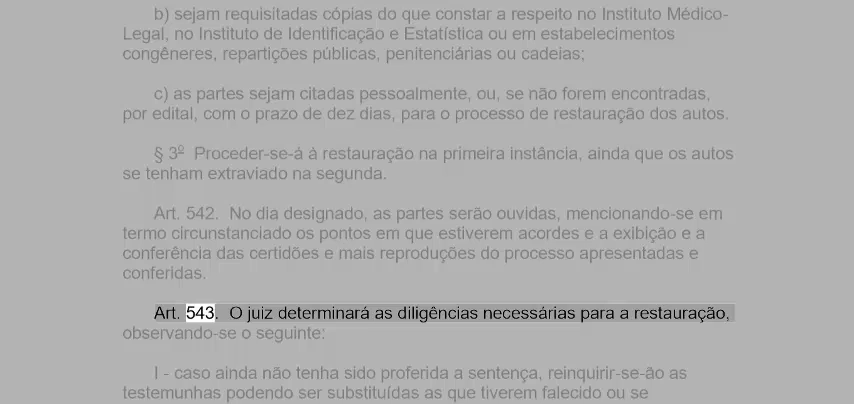 b) sejam requisitadas cópias do que constar a respeito no Instituto Médico-
Legal, no Instituto de Identificação e Estatística ou em estabelecimentos
congêneres, repartições públicas, penitenciárias ou cadeias;
c) as partes sejam citadas pessoalmente, ou, se não forem encontradas,
por edital, com o prazo de dez dias, para o processo de restauração dos autos.
§ 3º Proceder-se-á à restauração na primeira instância, ainda que os autos
se tenham extraviado na segunda.
Art. 542. No dia designado, as partes serão ouvidas, mencionando-se em
termo circunstanciado os pontos em que estiverem acordes e a exibição e a
conferência das certidões e mais reproduções do processo apresentadas e
conferidas.
Art. 543. O juiz determinará as diligências necessárias para a restauração,
observando-se o seguinte:
I - caso ainda não tenha sido proferida a sentença, reinquirir-se-ão as
testemunhas podendo ser substituídas as que tiverem falecido ou se